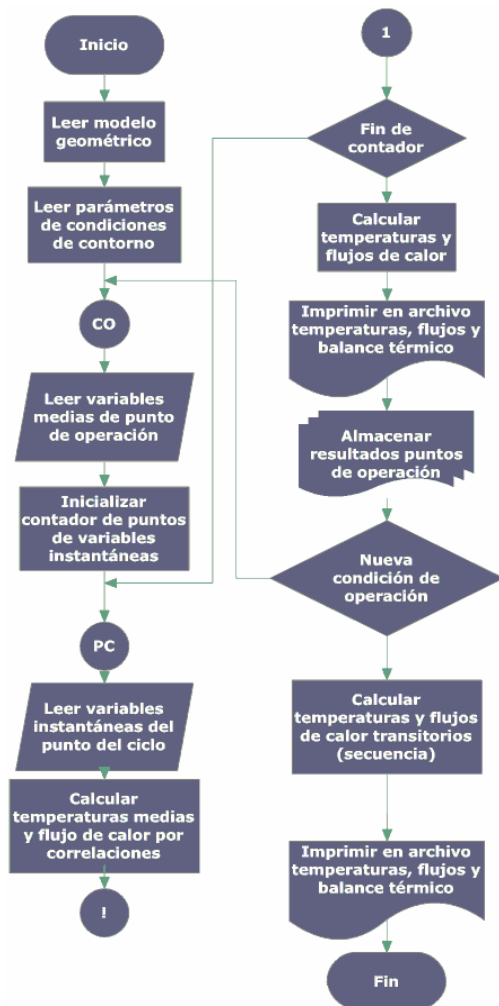 Inicio
Leer modelo
geométrico
Leer parámetros
de condiciones
de contorno
CO
Leer variables
medias de punto
de operación
Inicializar
contador de puntos
de variables
instantáneas
PC
Leer variables
instantáneas del
punto del ciclo
Calcular
temperaturas medias
y flujo de calor por
correlaciones
!
1
Fin de
contador
Calcular
temperaturas y
flujos de calor
Imprimir en archivo
temperaturas, flujos y
balance térmico
Almacenar
resultados puntos
de operación
Nueva
condición de
operación
Calcular
temperaturas y flujos
de calor transitorios
(secuencia)
Imprimir en archivo
temperaturas, flujos y
balance térmico
Fin